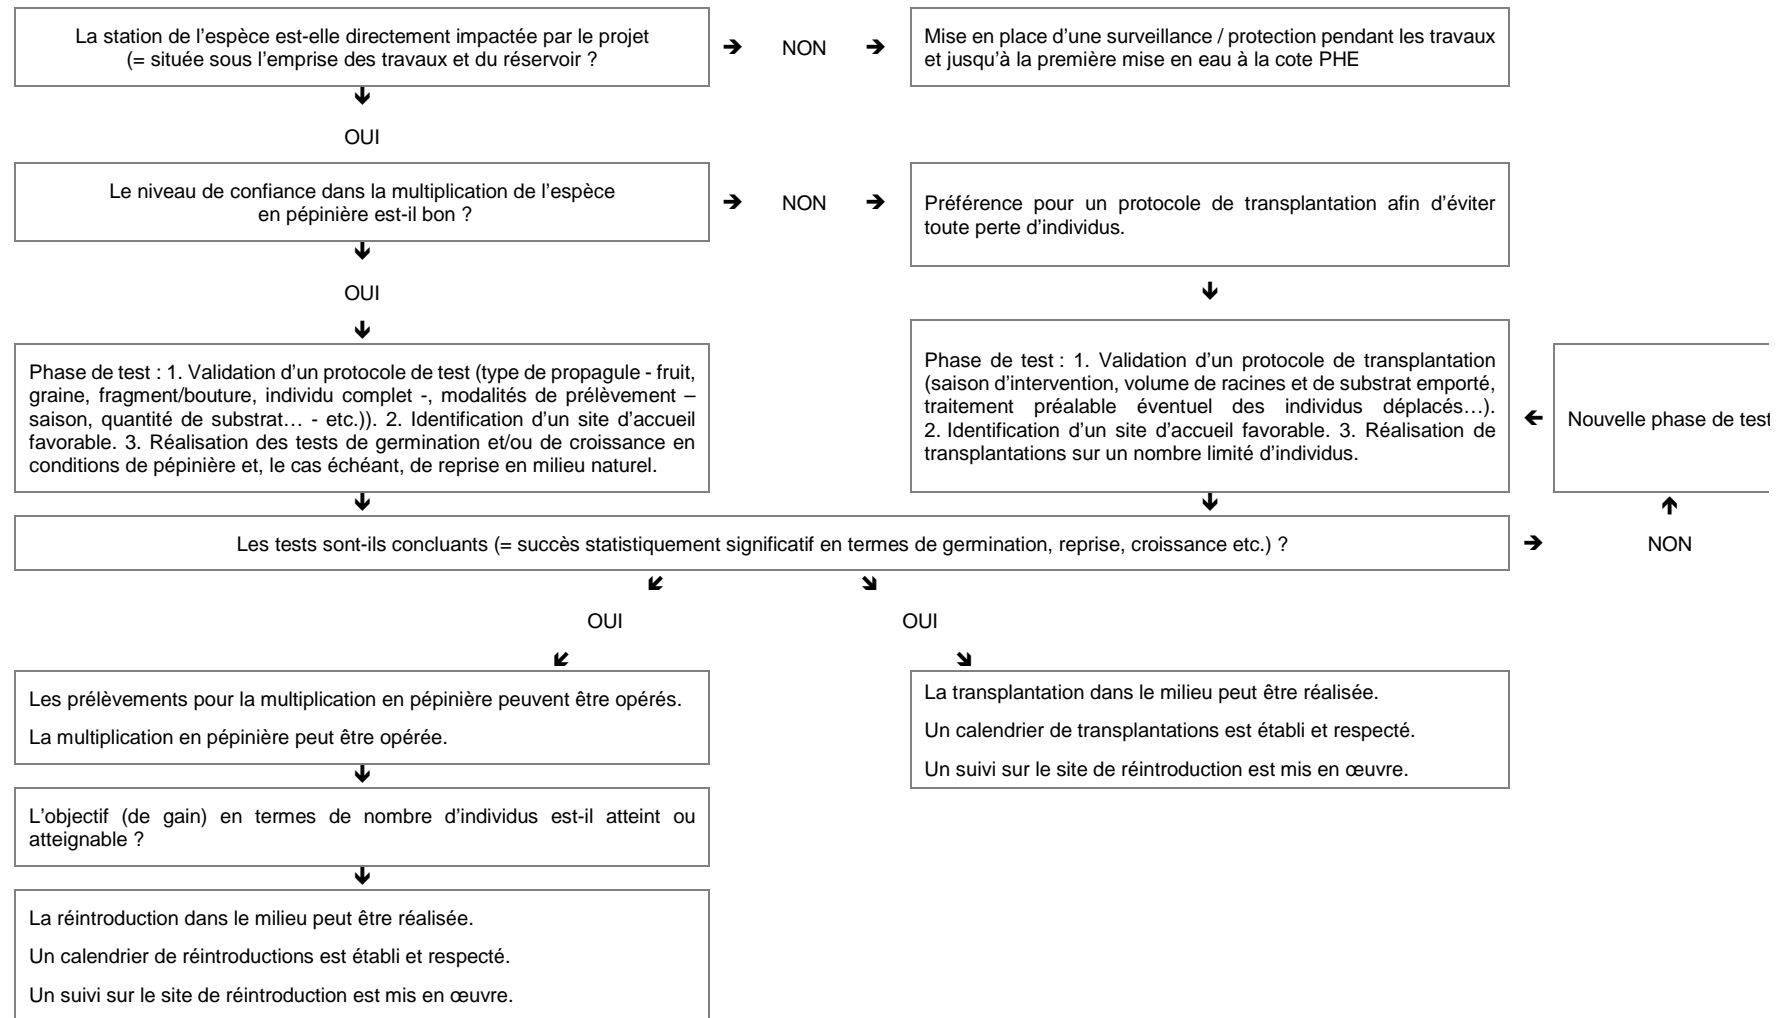 La station de l’espèce est-elle directement impactée par le projet
(= située sous l’emprise des travaux et du réservoir ?
➔ NON ➔
Mise en place d’une surveillance / protection pendant les travaux
et jusqu’à la première mise en eau à la cote PHE
OUI
Le niveau de confiance dans la multiplication de l’espèce
en pépinière est-il bon ?
➔ NON ➔
Préférence pour un protocole de transplantation afin d’éviter
toute perte d’individus.
OUI
Phase de test : 1. Validation d’un protocole de test (type de propagule - fruit,
graine, fragment/bouture, individu complet -, modalités de prélèvement –
saison, quantité de substrat… - etc.)). 2. Identification d’un site d’accueil
favorable. 3. Réalisation des tests de germination et/ou de croissance en
conditions de pépinière et, le cas échéant, de reprise en milieu naturel.
Phase de test : 1. Validation d’un protocole de transplantation
(saison d’intervention, volume de racines et de substrat emporté,
traitement préalable éventuel des individus déplacés…).
2. Identification d’un site d’accueil favorable. 3. Réalisation de
transplantations sur un nombre limité d’individus.
Nouvelle phase de test
Les tests sont-ils concluants (= succès statistiquement significatif en termes de germination, reprise, croissance etc.) ?
➔ NON
OUI
OUI
Les prélèvements pour la multiplication en pépinière peuvent être opérés.
La multiplication en pépinière peut être opérée.
La transplantation dans le milieu peut être réalisée.
Un calendrier de transplantations est établi et respecté.
Un suivi sur le site de réintroduction est mis en œuvre.
L’objectif (de gain) en termes de nombre d’individus est-il atteint ou
atteignable ?
La réintroduction dans le milieu peut être réalisée.
Un calendrier de réintroductions est établi et respecté.
Un suivi sur le site de réintroduction est mis en œuvre.